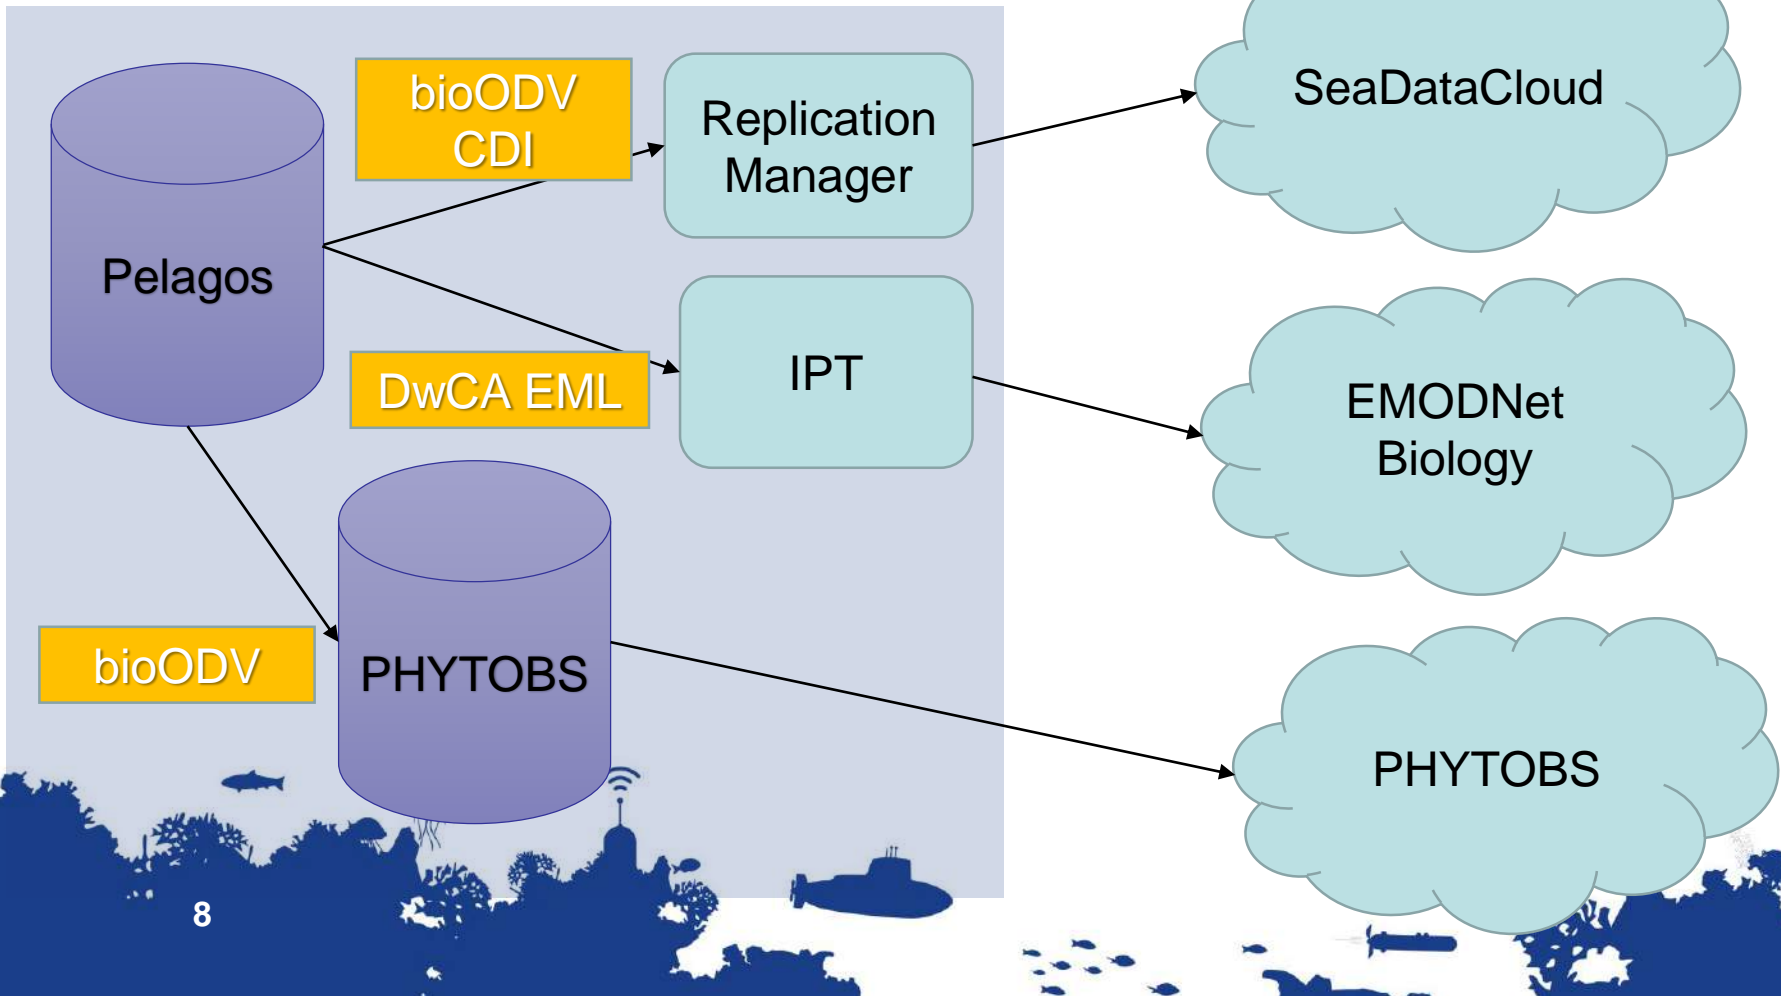 bioODV
CDI
Replication
Manager
SeaDataCloud
Pelagos
DwCA EML
IPT
EMODNet
Biology
bioODV
PHYTOBS
PHYTOBS
8